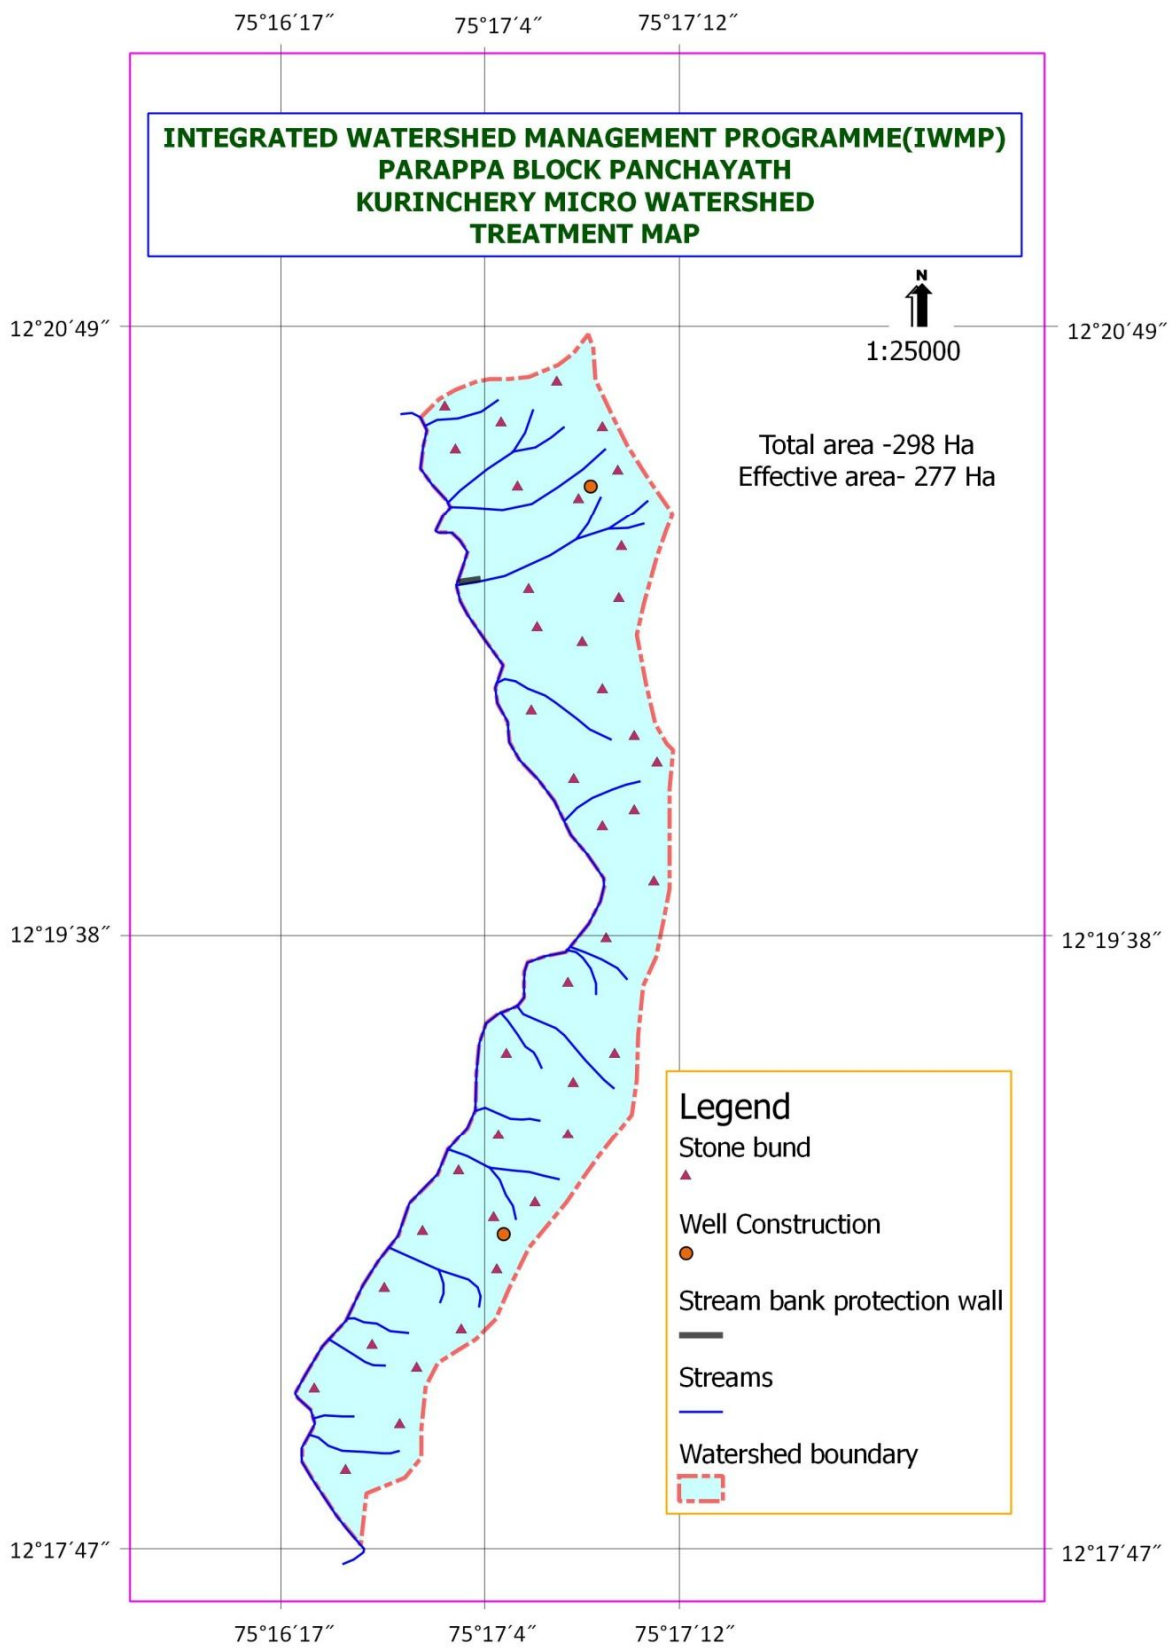 75°16′17″ 75°17′4″ 75°17′12″
INTEGRATED WATERSHED MANAGEMENT PROGRAMME(IWMP)
PARAPPA BLOCK PANCHAYATH
KURINCHERY MICRO WATERSHED
TREATMENT MAP
N
12°20′49″ 12°20′49″
1:25000
Total area -298 Ha
Effective area- 277 Ha
12°19′38″ 12°19′38″
Legend
Stone bund
Well Construction
Stream bank protection wall
Streams
Watershed boundary
12°17′47″ 12°17′47″
75°16′17″ 75°17′4″ 75°17′12″